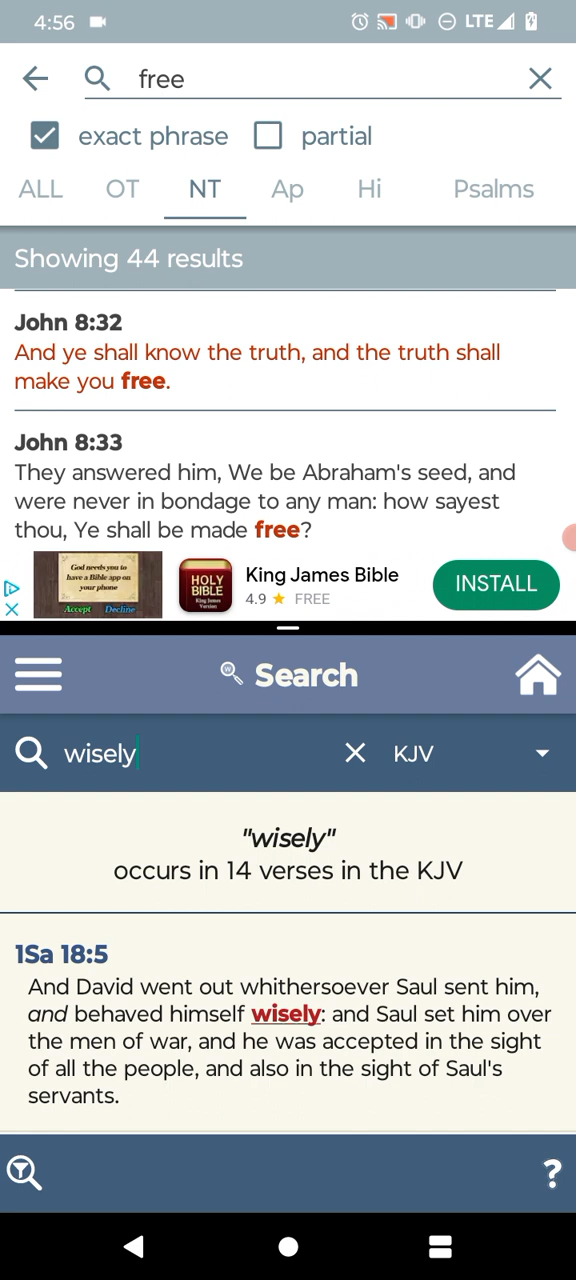 4:56 LTE
free
exact phrase partial
ALL OT NT Ap Hi Psalms
Showing 44 results
John 8:32
And ye shall know the truth, and the truth shall
make you free.
John 8:33
They answered him, We be Abraham's seed, and
were never in bondage to any man: how sayest
thou, Ye shall be made free?
God needs you to
have a Bible app on
your phone
Accept Decline
HOLY
BIBLE
King James
Version
King James Bible
4.9 ★ FREE
INSTALL
Search
wisely KJV
"wisely"
occurs in 14 verses in the KJV
1Sa 18:5
And David went out whithersoever Saul sent him,
and behaved himself wisely: and Saul set him over
the men of war, and he was accepted in the sight
of all the people, and also in the sight of Saul's
servants.
?